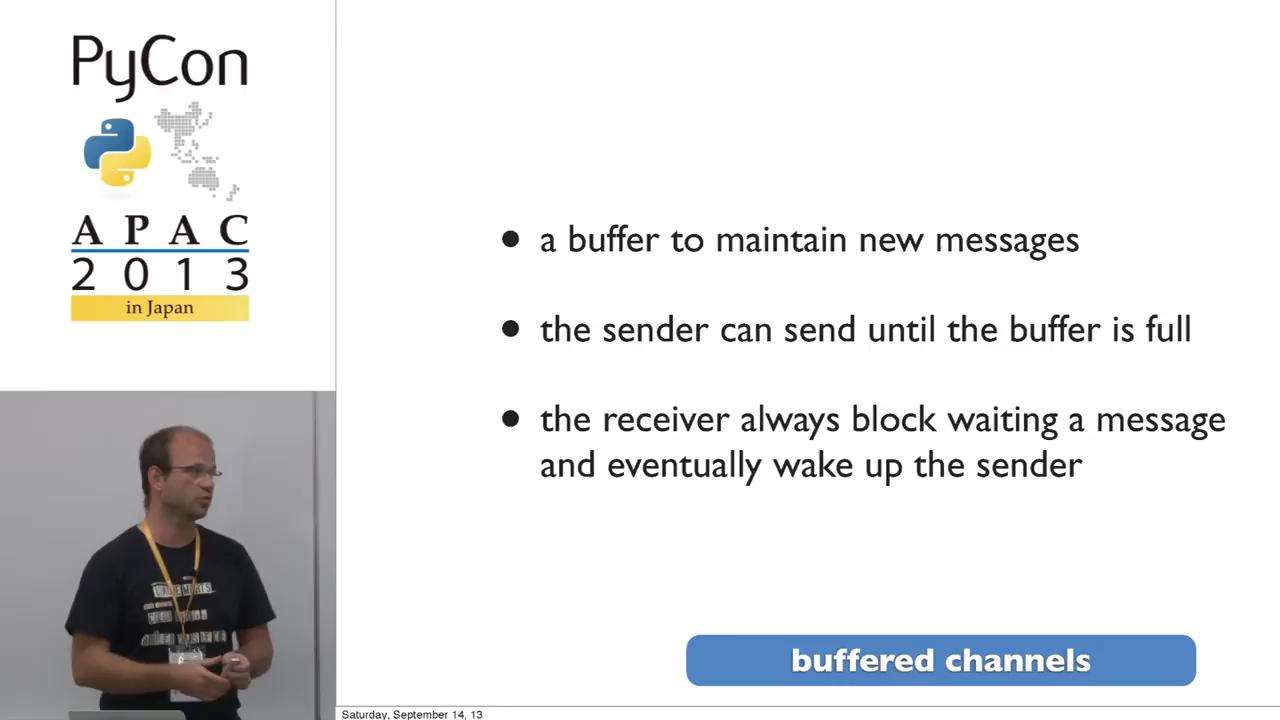 PyCon
APAC
2013
in Japan
• a buffer to maintain new messages
• the sender can send until the buffer is full
• the receiver always block waiting a message
and eventually wake up the sender
buffered channels
Saturday, September 14, 13